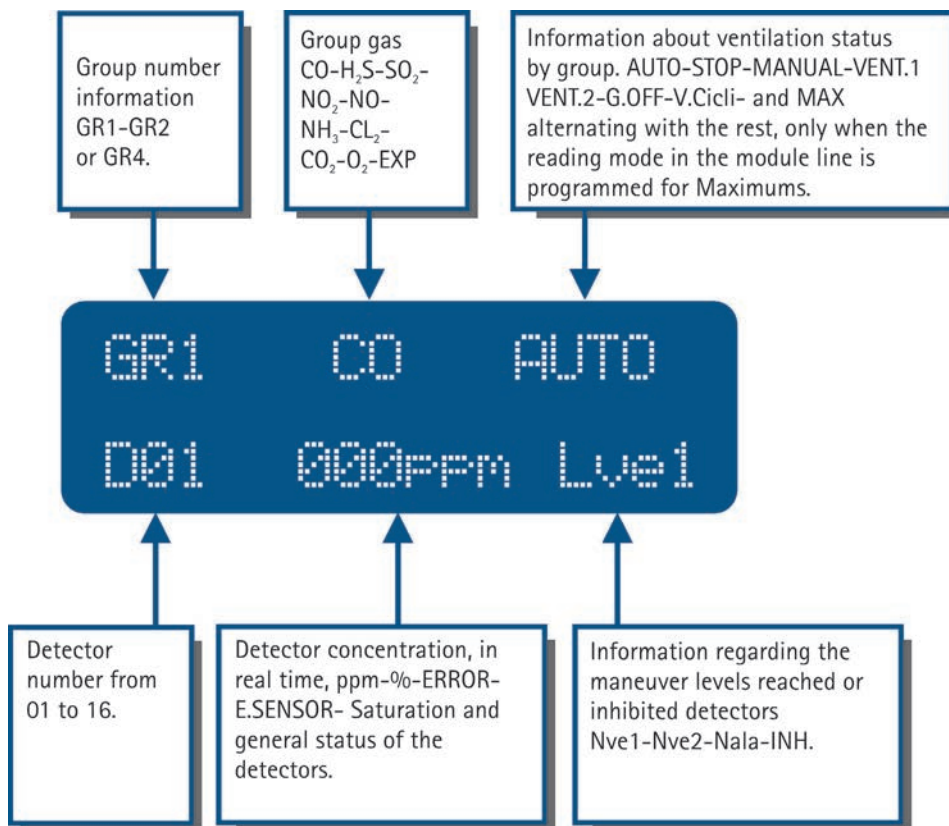 Group number
information
GR1-GR2
or GR4.
Group gas
CO-H₂S-SO₂-
NO₂-NO-
NH₃-CL₂-
CO₂-O₂-EXP
Information about ventilation status
by group. AUTO-STOP-MANUAL-VENT.1
VENT.2-G.OFF-V.Cicli- and MAX
alternating with the rest, only when the
reading mode in the module line is
programmed for Maximums.
GR1 CO AUTO
D01 000ppm Lve1
Detector
number from
01 to 16.
Detector concentration, in
real time, ppm-%-ERROR-
E.SENSOR- Saturation and
general status of the
detectors.
Information regarding the
maneuver levels reached or
inhibited detectors
Nve1-Nve2-Nala-INH.